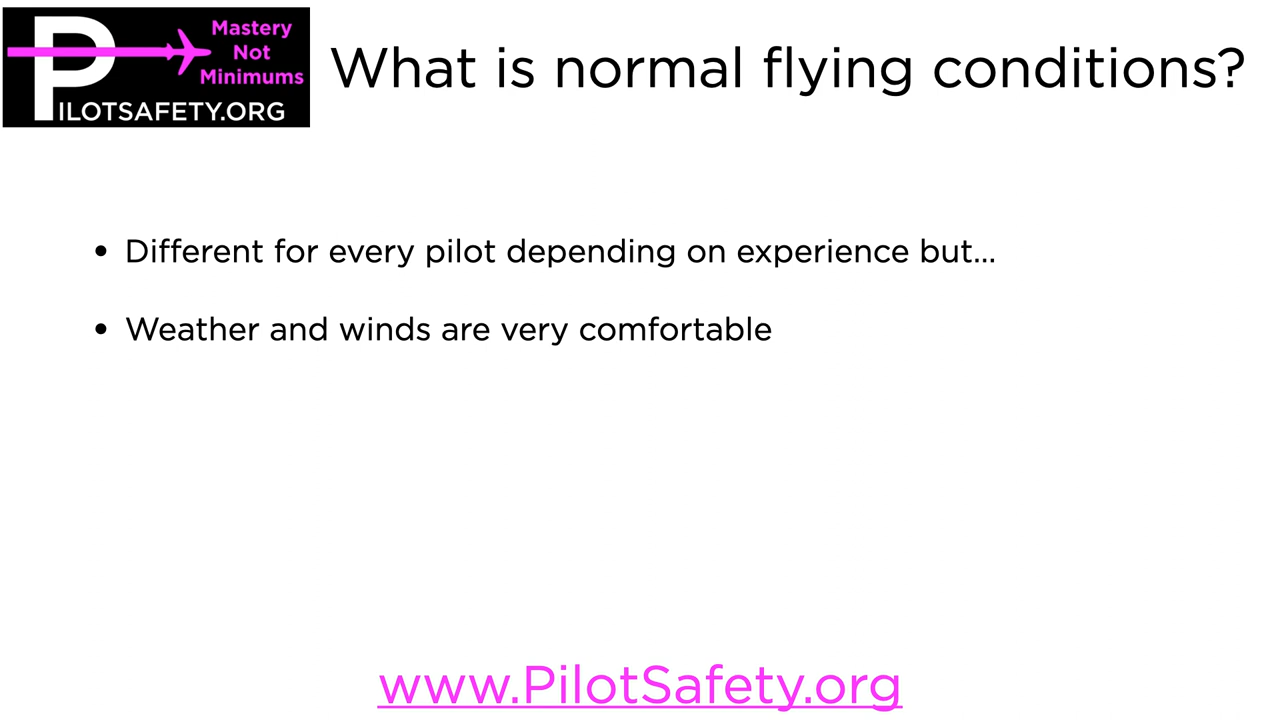 Mastery
Not
Minimums
PILOTSAFETY.ORG
What is normal flying conditions?
• Different for every pilot depending on experience but...
• Weather and winds are very comfortable
www.PilotSafety.org